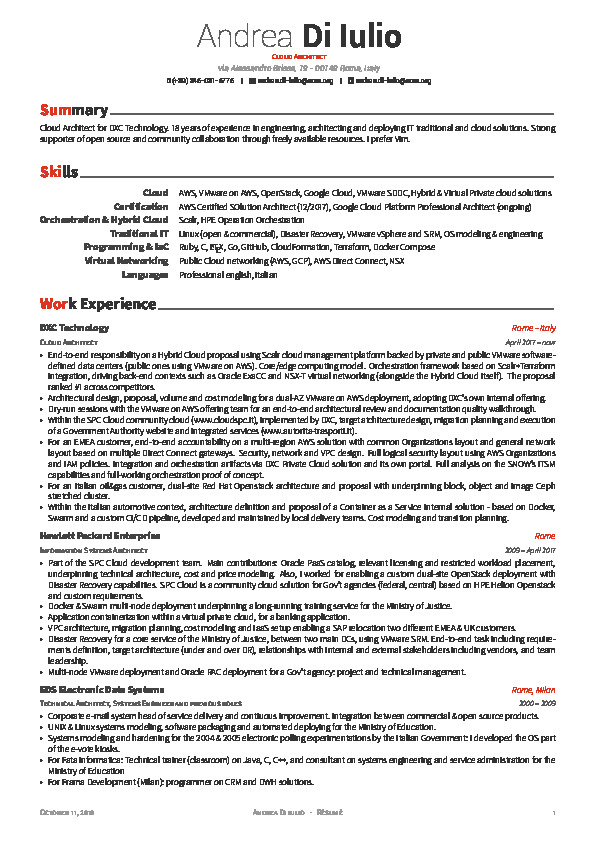 Andrea Di Iulio
Cloud Architect
Via Alessandro Brisse, 19 - 00149 Rome, Italy
andrea.di-iulio@acm.org | andrea.di-iulio@acm.org
Summary
Cloud Architect for DXC Technology. 18 years of experience in engineering, architecting and deploying IT traditional and cloud solutions. Strong
supporter of open source and community collaboration through freely available resources. I prefer vim.
Skills
Cloud AWS, VMware on AWS, OpenStack, Google Cloud, VMware SDDC, Hybrid & Virtual Private cloud solutions
Certification AWS Certified SOlution Architect (12/2017), Google Cloud Platform Professional Architect (ongoing)
Orchestration & Hybrid Cloud Scalr, HPE Operation Orchestration
Traditional IT Linux (open & commercial), Disaster Recovery, VMware vSphere and SRM, OS modeling & engineering
Programming & IaC Ruby, C, LATEX, Go, GitHub, CloudFormation, Terraform, Docker Compose
Virtual Networking Public Cloud networking (AWS, GCP), AWS Direct Connect, NSX
Languages Professional english, Italian
Work Experience
DXC Technology Rome – Italy
Cloud Architect April 2017 – now
• End-to-end responsibility on a Hybrid Cloud proposal using Scalr cloud management platform backed by private and public VMware software-
defined data centers (public ones using VMware on AWS). Core/edge computing model. Orchestration framework based on Scalr+Terraform
integration, driving back-end contexts such as Oracle ExaCC and NSX-T virtual networking (alongside the Hybrid Cloud itself). The proposal
ranked #1 across competitors.
• Architectural design, proposal, volume and cost modeling for a dual-AZ VMware on AWS deployment, adopting DXC's own internal offering.
• Dry-run sessions with the VMware on AWS offering team for an end-to-end architectural review and documentation quality walkthrough.
• Within the SPC Cloud community cloud (www.cloudspc.it), implemented by DXC, target architecture design, migration planning and execution
of a Government Authority website and integrated services (www.autorita-trasporti.it).
• For an EMEA customer, end-to-end accountability on a multi-region AWS solution with common Organizations layout and general network
layout based on multiple Direct Connect gateways. Security, network and VPC design. Full logical security layout using AWS Organizations
and IAM policies. Integration and orchestration artifacts via DXC Private Cloud solution and its own portal. Full analysis on the SNOW's ITSM
capabilities and full-working orchestration proof of concept.
• For an Italian oil&gas customer, dual-site Red Hat Openstack architecture and proposal with underpinning block, object and image Ceph
stretched cluster.
• Within the Italian automotive context, architecture definition and proposal of a Container as a Service internal solution - based on Docker,
Swarm and a custom CI/CD pipeline, developed and maintained by local delivery teams. Cost modeling and transition planning.
Hewlett Packard Enterprise Rome
Information Systems Architect 2009 – April 2017
• Part of the SPC Cloud development team. Main contributions: Oracle PaaS catalog, relevant licensing and restricted workload placement,
underpinning technical architecture, cost and price modeling. Also, I worked for enabling a custom dual-site OpenStack deployment with
Disaster Recovery capabilities. SPC Cloud is a community cloud solution for Gov't agencies (federal, central) based on HPE Helion Openstack
and custom requirements.
• Docker & Swarm multi-node deployment underpinning a long-running training service for the Ministry of Justice.
• Application containerization within a virtual private cloud, for a banking application.
• VPC architecture, migration planning, cost modeling and IaaS setup enabling a SAP relocation two different EMEA & UK customers.
• Disaster Recovery for a core service of the Ministry of Justice, between two main DCs, using VMware SRM. End-to-end task including require-
ments definition, target architecture (under and over DR), relationships with internal and external stakeholders including vendors, and team
leadership.
• Multi-node VMware deployment and Oracle RAC deployment for a Gov't agency: project and technical management.
EDS Electronic Data Systems Rome, Milan
Technical Architect, Systems Engineer and previous roles 2000 – 2009
• Corporate e-mail system head of service delivery and contiuous improvement. Integration between commercial & open source products.
• UNIX & Linux systems modeling, software packaging and automated deploying for the Ministry of Education.
• Systems modeling and hardening for the 2004 & 2005 electronic polling experimentations by the Italian Government: I developed the OS part
of the e-vote kiosks.
• For Fata Informatica: Technical trainer (classroom) on Java, C, C++, and consultant on systems engineering and service administration for the
Ministry of Education
• For Frama Development (Milan): programmer on CRM and DWH solutions.
October 11, 2018 Andrea Di Iulio · Résumé 1